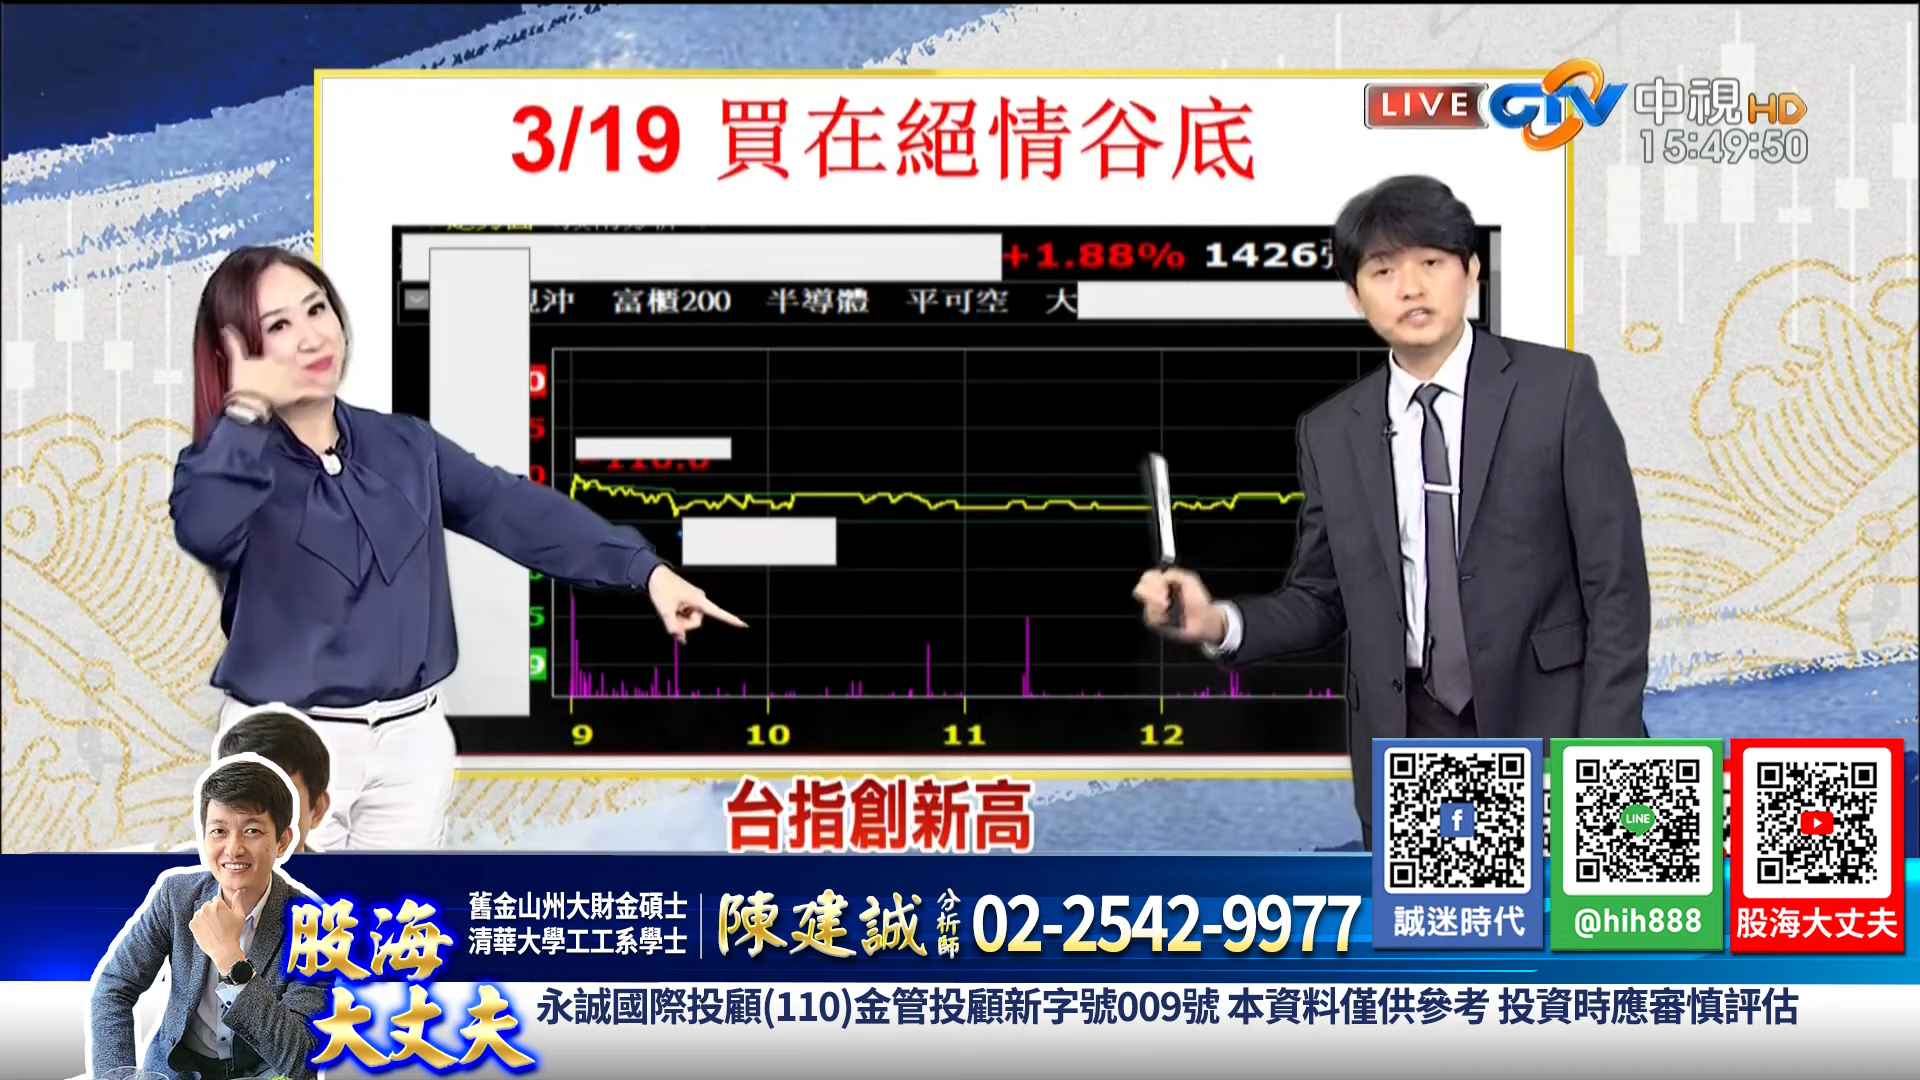 3/19 買在絕情谷底
LIVE CTV 中視HD
15:49:50
+1.88% 1426
現沖 富櫃200 半導體 平可空 大
9 10 11 12
台指創新高
股海大丈夫
舊金山州大財金碩士
清華大學工工系學士
陳建誠 分析師 02-2542-9977
誠迷時代
LINE
@hih888
股海大丈夫
永誠國際投顧(110)金管投顧新字號009號 本資料僅供參考 投資時應審慎評估